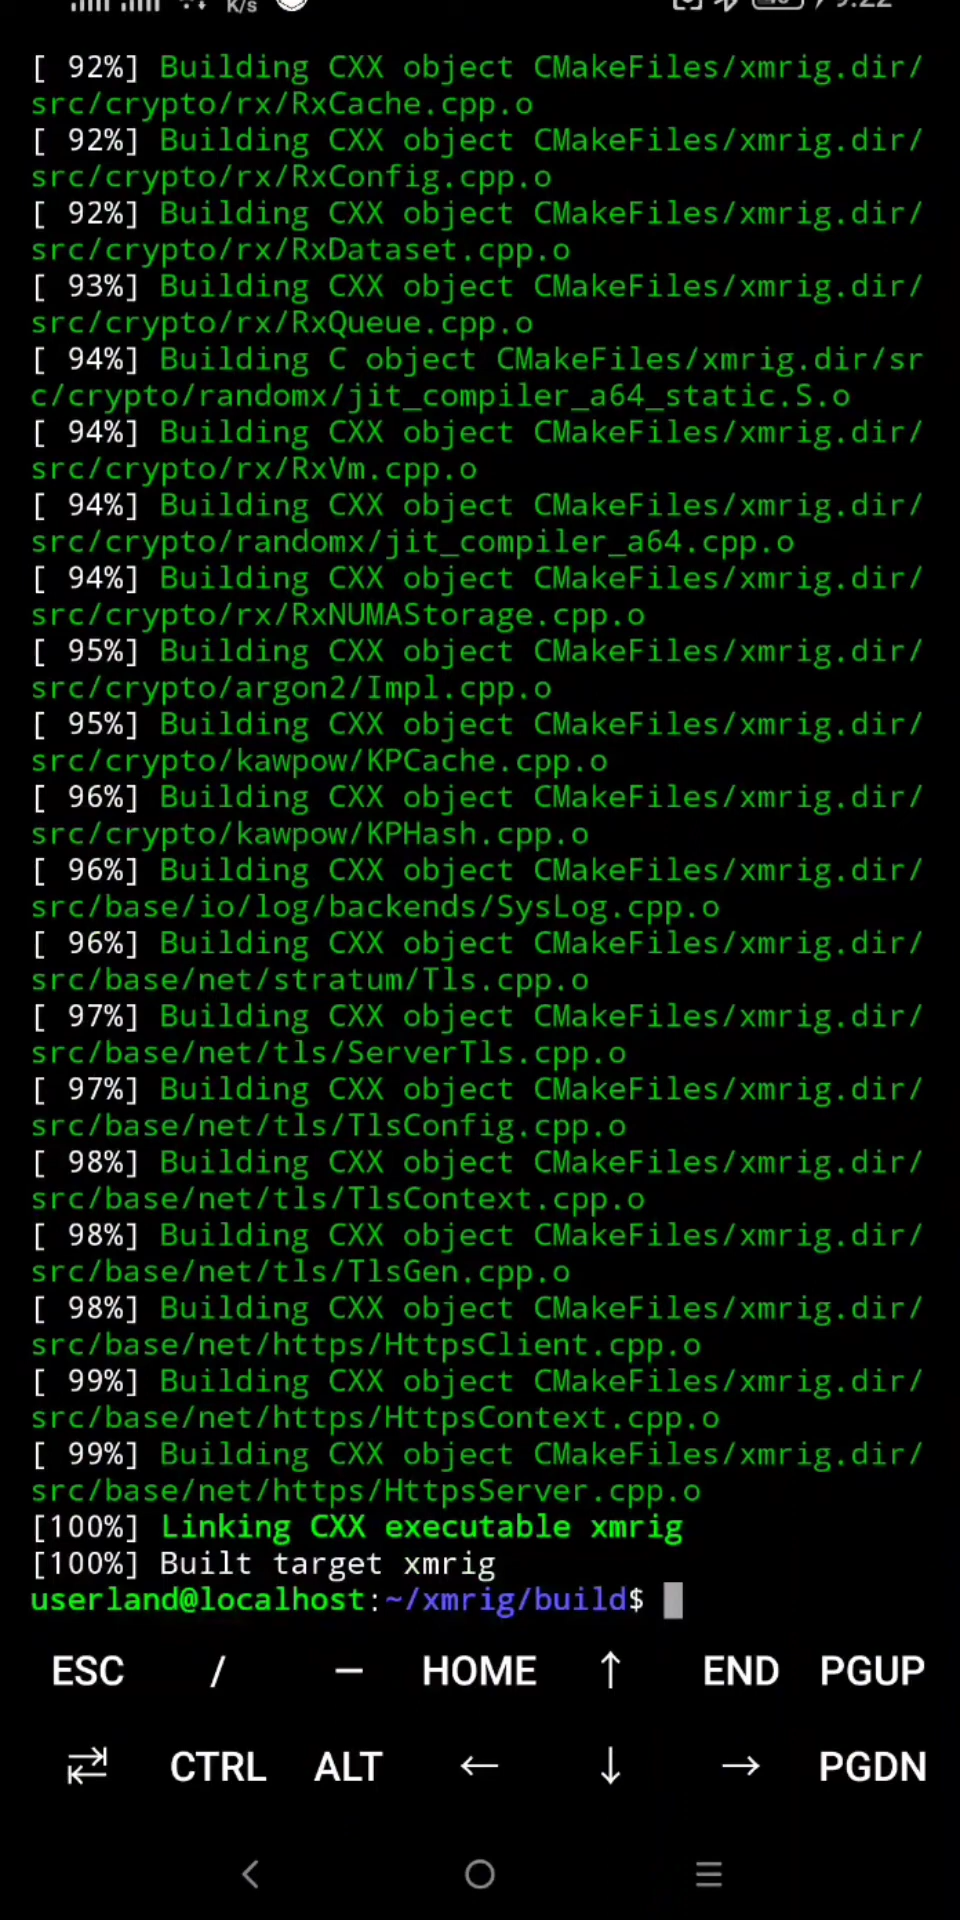 K/s
[ 92%] Building CXX object CMakeFiles/xmrig.dir/
src/crypto/rx/RxCache.cpp.o
[ 92%] Building CXX object CMakeFiles/xmrig.dir/
src/crypto/rx/RxConfig.cpp.o
[ 92%] Building CXX object CMakeFiles/xmrig.dir/
src/crypto/rx/RxDataset.cpp.o
[ 93%] Building CXX object CMakeFiles/xmrig.dir/
src/crypto/rx/RxQueue.cpp.o
[ 94%] Building C object CMakeFiles/xmrig.dir/sr
c/crypto/randomx/jit_compiler_a64_static.S.o
[ 94%] Building CXX object CMakeFiles/xmrig.dir/
src/crypto/rx/RxVm.cpp.o
[ 94%] Building CXX object CMakeFiles/xmrig.dir/
src/crypto/randomx/jit_compiler_a64.cpp.o
[ 94%] Building CXX object CMakeFiles/xmrig.dir/
src/crypto/rx/RxNUMAStorage.cpp.o
[ 95%] Building CXX object CMakeFiles/xmrig.dir/
src/crypto/argon2/Impl.cpp.o
[ 95%] Building CXX object CMakeFiles/xmrig.dir/
src/crypto/kawpow/KPCache.cpp.o
[ 96%] Building CXX object CMakeFiles/xmrig.dir/
src/crypto/kawpow/KPHash.cpp.o
[ 96%] Building CXX object CMakeFiles/xmrig.dir/
src/base/io/log/backends/SysLog.cpp.o
[ 96%] Building CXX object CMakeFiles/xmrig.dir/
src/base/net/stratum/Tls.cpp.o
[ 97%] Building CXX object CMakeFiles/xmrig.dir/
src/base/net/tls/ServerTls.cpp.o
[ 97%] Building CXX object CMakeFiles/xmrig.dir/
src/base/net/tls/TlsConfig.cpp.o
[ 98%] Building CXX object CMakeFiles/xmrig.dir/
src/base/net/tls/TlsContext.cpp.o
[ 98%] Building CXX object CMakeFiles/xmrig.dir/
src/base/net/tls/TlsGen.cpp.o
[ 98%] Building CXX object CMakeFiles/xmrig.dir/
src/base/net/https/HttpsClient.cpp.o
[ 99%] Building CXX object CMakeFiles/xmrig.dir/
src/base/net/https/HttpsContext.cpp.o
[ 99%] Building CXX object CMakeFiles/xmrig.dir/
src/base/net/https/HttpsServer.cpp.o
[100%] Linking CXX executable xmrig
[100%] Built target xmrig
userland@localhost:~/xmrig/build$
ESC / – HOME ↑ END PGUP
⇄ CTRL ALT ← ↓ → PGDN